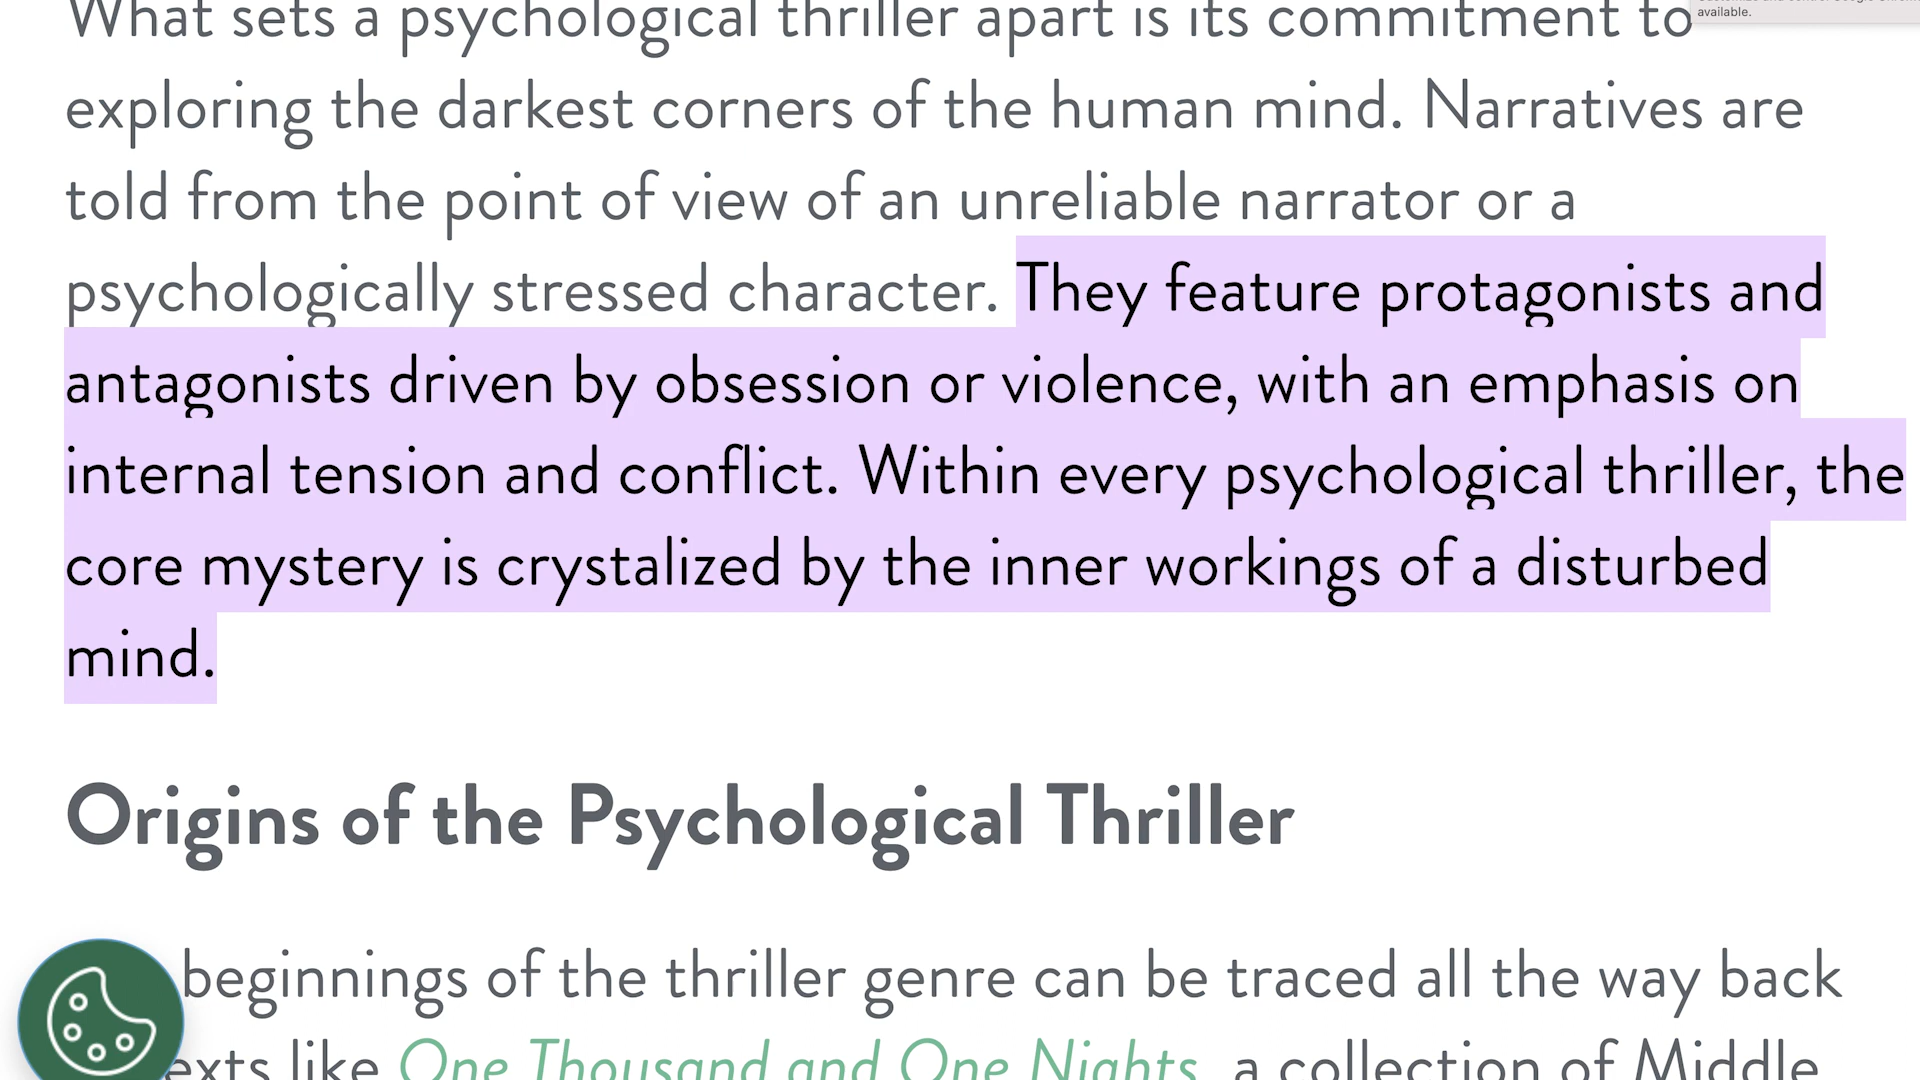 What sets a psychological thriller apart is its commitment to
available.
exploring the darkest corners of the human mind. Narratives are
told from the point of view of an unreliable narrator or a
psychologically stressed character. They feature protagonists and
antagonists driven by obsession or violence, with an emphasis on
internal tension and conflict. Within every psychological thriller, the
core mystery is crystalized by the inner workings of a disturbed
mind.
Origins of the Psychological Thriller
beginnings of the thriller genre can be traced all the way back
like One Thousand and One Nights, a collection of Middle